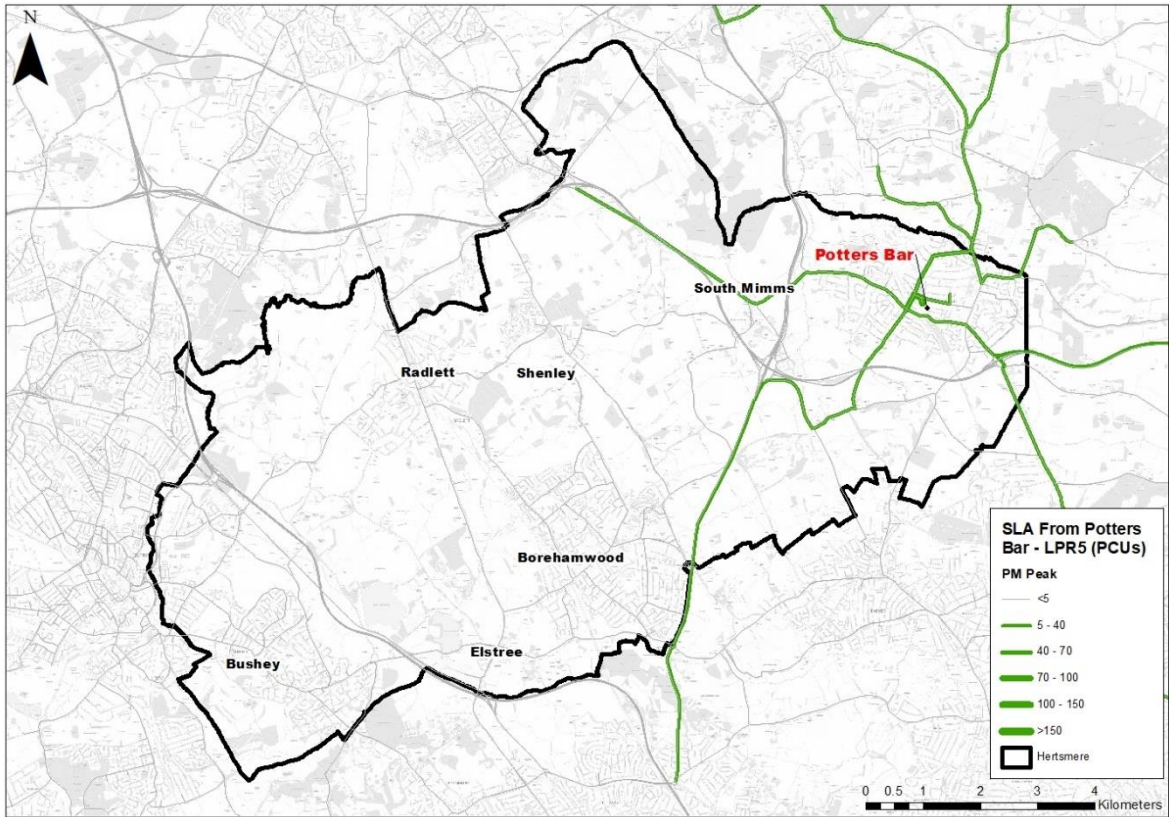 N
Potters Bar
South Mimms
Radlett
Shenley
Borehamwood
Elstree
Bushey
SLA From Potters
Bar - LPR5 (PCUs)
PM Peak
<5
5 - 40
40 - 70
70 - 100
100 - 150
>150
Hertsmere
0 0.5 1 2 3 4
Kilometers